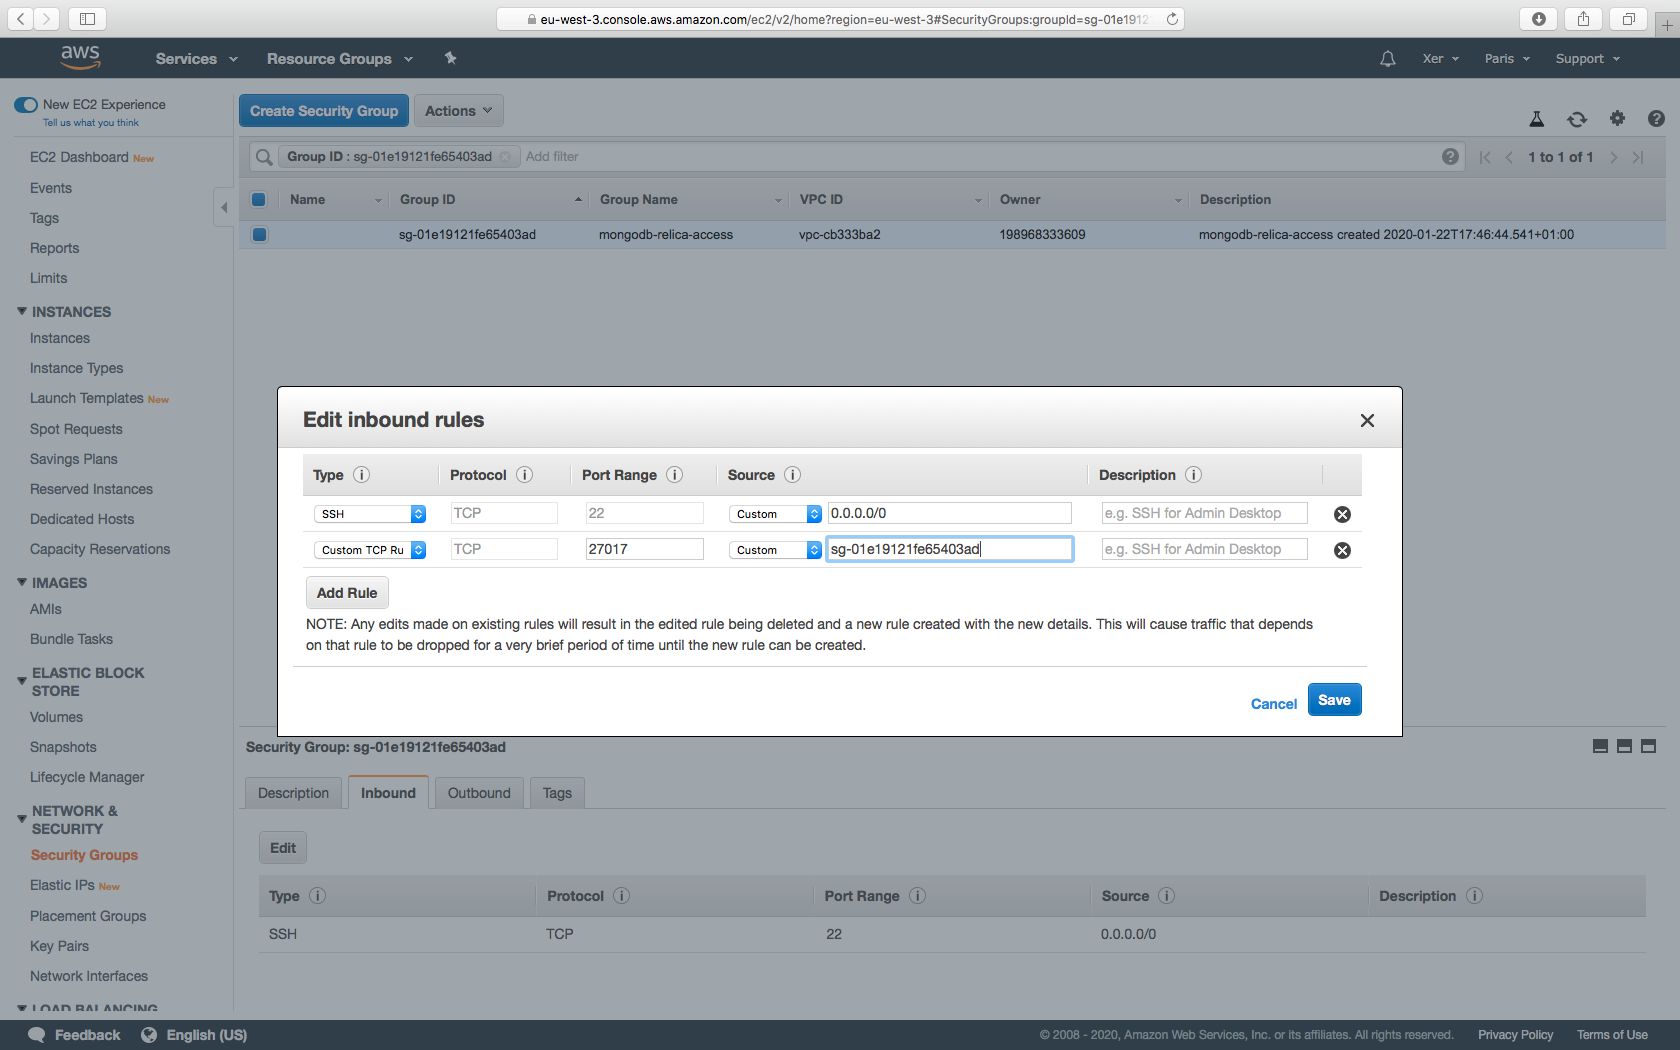 eu-west-3.console.aws.amazon.com/ec2/v2/home?region=eu-west-3#SecurityGroups:groupId=sg-01e1912
aws
Services
Resource Groups
Xer
Paris
Support
New EC2 Experience
Tell us what you think
EC2 Dashboard New
Events
Tags
Reports
Limits
INSTANCES
Instances
Instance Types
Launch Templates New
Spot Requests
Savings Plans
Reserved Instances
Dedicated Hosts
Capacity Reservations
IMAGES
AMIs
Bundle Tasks
ELASTIC BLOCK
STORE
Volumes
Snapshots
Lifecycle Manager
NETWORK &
SECURITY
Security Groups
Elastic IPs New
Placement Groups
Key Pairs
Network Interfaces
LOAD BALANCING
Create Security Group
Actions
Group ID : sg-01e19121fe65403ad
Add filter
1 to 1 of 1
Name Group ID Group Name VPC ID Owner Description
sg-01e19121fe65403ad mongodb-relica-access vpc-cb333ba2 198968333609 mongodb-relica-access created 2020-01-22T17:46:44.541+01:00
Edit inbound rules
Type Protocol Port Range Source Description
SSH TCP 22 Custom 0.0.0.0/0 e.g. SSH for Admin Desktop
Custom TCP Ru TCP 27017 Custom sg-01e19121fe65403ad e.g. SSH for Admin Desktop
Add Rule
NOTE: Any edits made on existing rules will result in the edited rule being deleted and a new rule created with the new details. This will cause traffic that depends
on that rule to be dropped for a very brief period of time until the new rule can be created.
Cancel
Save
Security Group: sg-01e19121fe65403ad
Description
Inbound
Outbound
Tags
Edit
Type Protocol Port Range Source Description
SSH TCP 22 0.0.0.0/0
Feedback
English (US)
© 2008 - 2020, Amazon Web Services, Inc. or its affiliates. All rights reserved.
Privacy Policy
Terms of Use